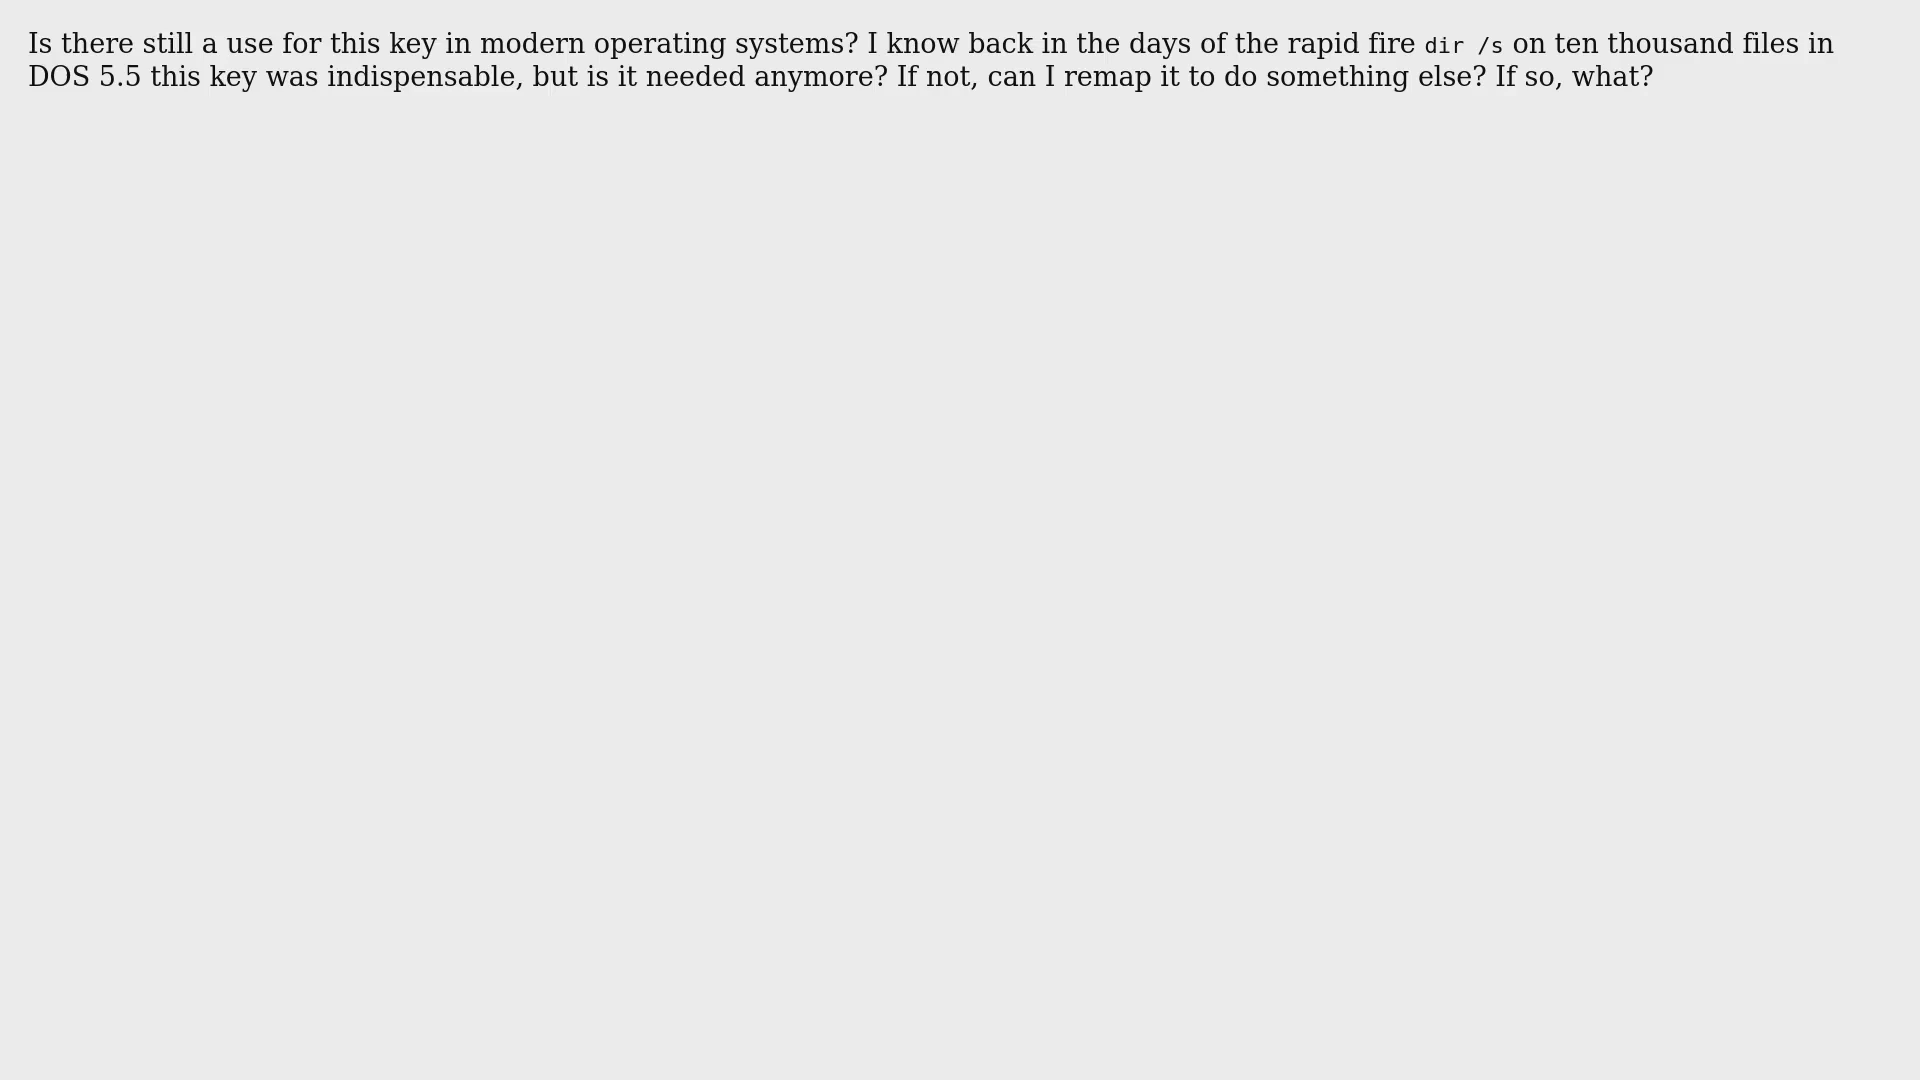 Is there still a use for this key in modern operating systems? I know back in the days of the rapid fire dir /s on ten thousand files in
DOS 5.5 this key was indispensable, but is it needed anymore? If not, can I remap it to do something else? If so, what?